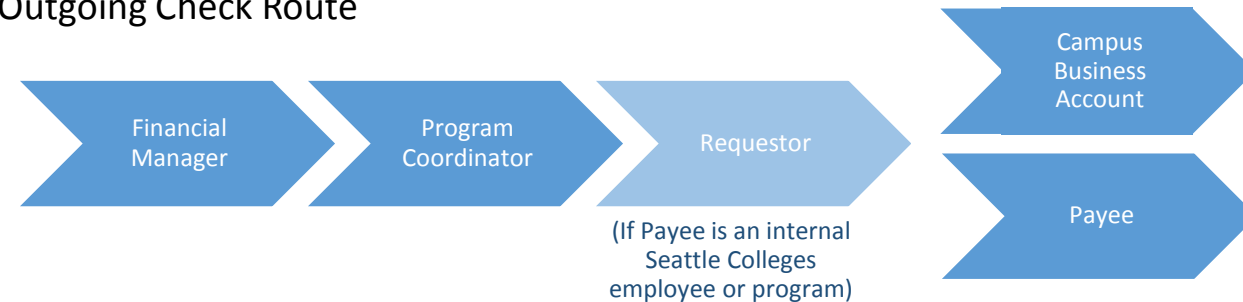 Outgoing Check Route
Financial
Manager
Program
Coordinator
Requestor
(If Payee is an internal
Seattle Colleges
employee or program)
Campus
Business
Account
Payee